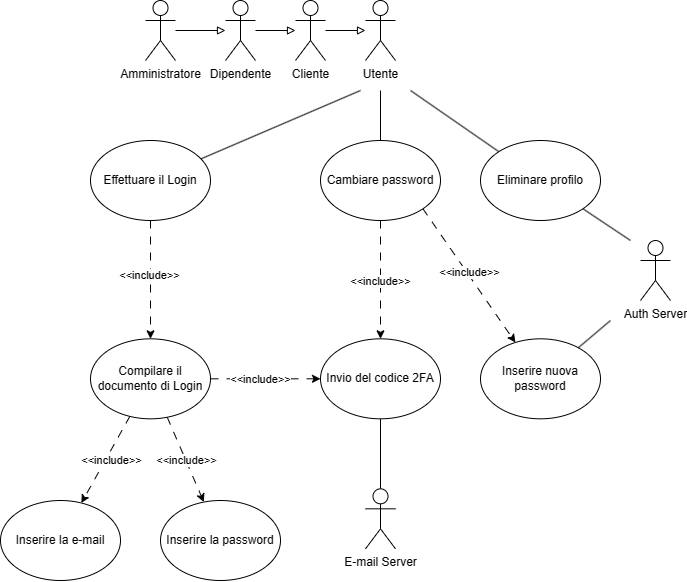 Amministratore
Dipendente
Cliente
Utente
Effettuare il Login
Cambiare password
Eliminare profilo
<<include>>
<<include>>
<<include>>
Auth Server
Compilare il
documento di Login
<<include>>
Invio del codice 2FA
Inserire nuova
password
<<include>>
<<include>>
Inserire la e-mail
Inserire la password
E-mail Server